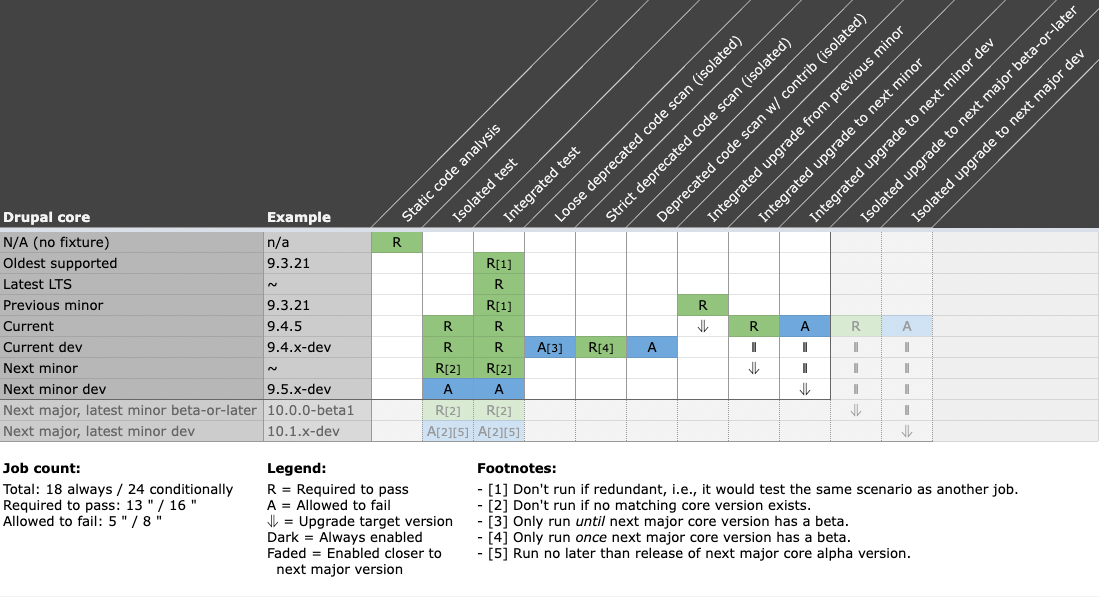 Static code analysis
Isolated test
Integrated test
Loose deprecated code scan (isolated)
Strict deprecated code scan (isolated)
Deprecated code scan w/ contrib (isolated)
Integrated upgrade from previous minor
Integrated upgrade to next minor
Integrated upgrade to next minor dev
Isolated upgrade to next major beta-or-later
Isolated upgrade to next major dev
Drupal core Example
N/A (no fixture) n/a R
Oldest supported 9.3.21 R[1]
Latest LTS ~ R
Previous minor 9.3.21 R[1] R
Current 9.4.5 R R ⇓ R A R A
Current dev 9.4.x-dev R R A[3] R[4] A ‖ ‖ ‖ ‖
Next minor ~ R[2] R[2] ⇓ ‖ ‖ ‖
Next minor dev 9.5.x-dev A A ⇓ ‖ ‖
Next major, latest minor beta-or-later 10.0.0-beta1 R[2] R[2] ⇓ ‖
Next major, latest minor dev 10.1.x-dev A[2][5] A[2][5] ⇓
Job count:
Total: 18 always / 24 conditionally
Required to pass: 13 " / 16 "
Allowed to fail: 5 " / 8 "
Legend:
R = Required to pass
A = Allowed to fail
⇓ = Upgrade target version
Dark = Always enabled
Faded = Enabled closer to
next major version
Footnotes:
- [1] Don't run if redundant, i.e., it would test the same scenario as another job.
- [2] Don't run if no matching core version exists.
- [3] Only run until next major core version has a beta.
- [4] Only run once next major core version has a beta.
- [5] Run no later than release of next major core alpha version.